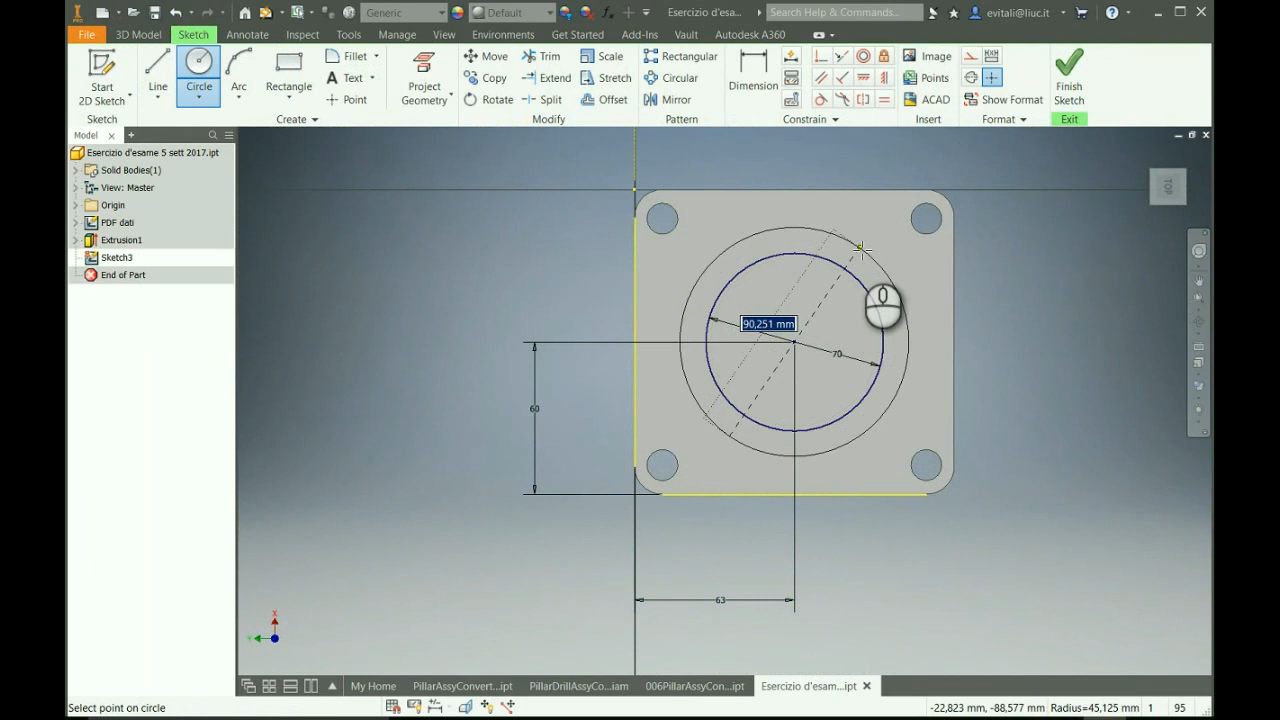 PRO
Generic
Default
Esercizio d'esa...
Search Help & Commands...
evitali@liuc.it
File 3D Model Sketch Annotate Inspect Tools Manage View Environments Get Started Add-Ins Vault Autodesk A360
Start
2D Sketch
Line Circle Arc Rectangle
Fillet
Text
Point
Project
Geometry
Move Trim Scale
Copy Extend Stretch
Rotate Split Offset
Rectangular
Circular
Mirror
Dimension
Image
Points
ACAD
Show Format
Finish
Sketch
Sketch Create Modify Pattern Constrain Insert Format Exit
Model
Esercizio d'esame 5 sett 2017.ipt
Solid Bodies(1)
View: Master
Origin
PDF dati
Extrusion1
Sketch3
End of Part
TOP
90,251 mm
70
60
63
X
Y
My Home PillarAssyConvert...ipt PillarDrillAssyCo...iam 006PillarAssyCon...ipt Esercizio d'esam...ipt
Select point on circle
-22,823 mm, -88,577 mm Radius=45,125 mm 1 95